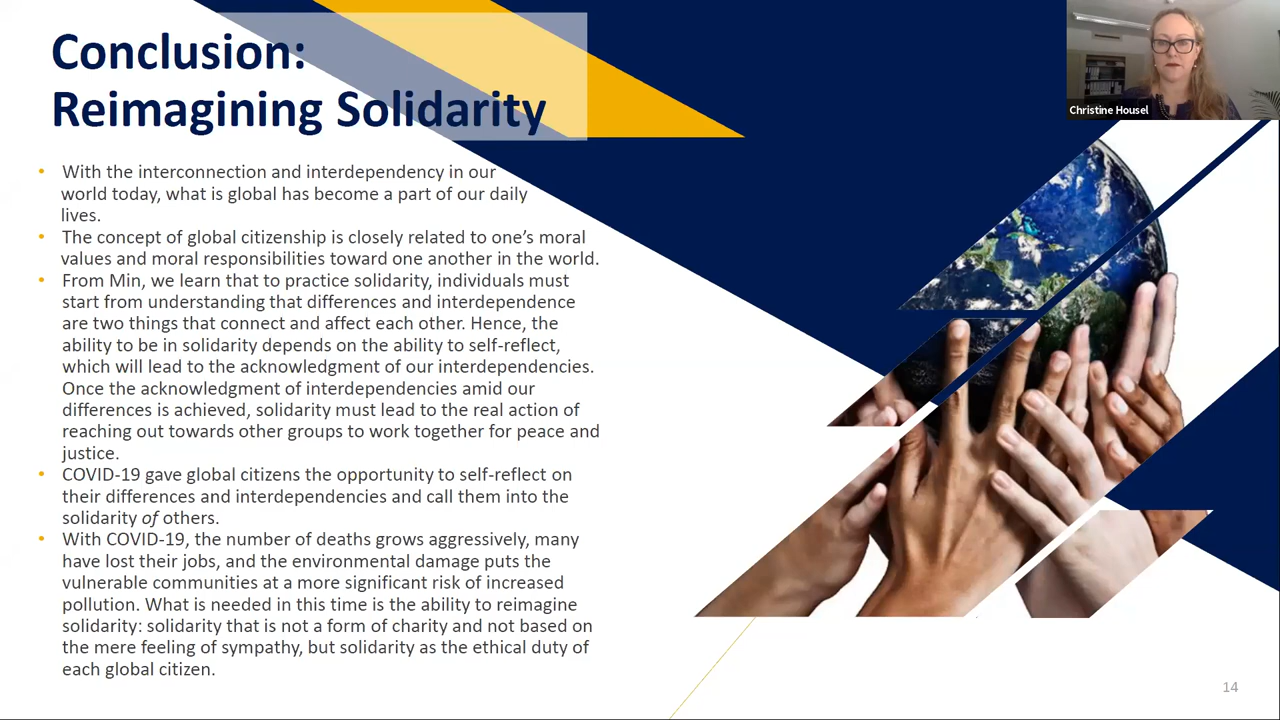 Conclusion:
Reimagining Solidarity
Christine Housel
• With the interconnection and interdependency in our
world today, what is global has become a part of our daily
lives.
• The concept of global citizenship is closely related to one’s moral
values and moral responsibilities toward one another in the world.
• From Min, we learn that to practice solidarity, individuals must
start from understanding that differences and interdependence
are two things that connect and affect each other. Hence, the
ability to be in solidarity depends on the ability to self-reflect,
which will lead to the acknowledgment of our interdependencies.
Once the acknowledgment of interdependencies amid our
differences is achieved, solidarity must lead to the real action of
reaching out towards other groups to work together for peace and
justice.
• COVID-19 gave global citizens the opportunity to self-reflect on
their differences and interdependencies and call them into the
solidarity of others.
• With COVID-19, the number of deaths grows aggressively, many
have lost their jobs, and the environmental damage puts the
vulnerable communities at a more significant risk of increased
pollution. What is needed in this time is the ability to reimagine
solidarity: solidarity that is not a form of charity and not based on
the mere feeling of sympathy, but solidarity as the ethical duty of
each global citizen.
14